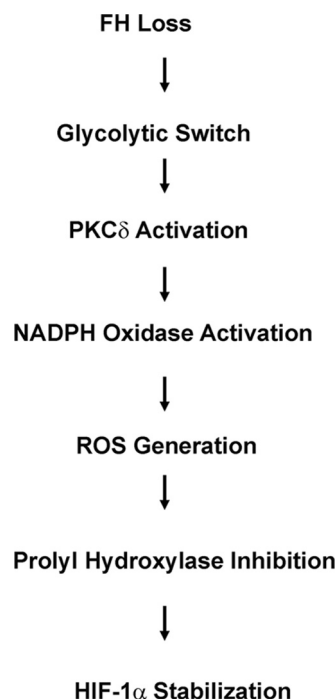 FH Loss
Glycolytic Switch
PKCδ Activation
NADPH Oxidase Activation
ROS Generation
Prolyl Hydroxylase Inhibition
HIF-1α Stabilization